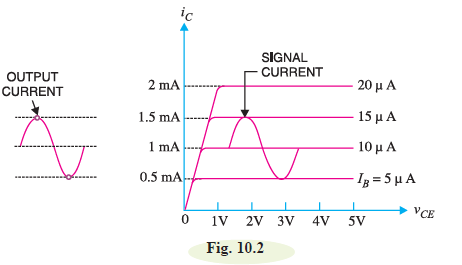 i_C
SIGNAL
CURRENT
OUTPUT
CURRENT
2 mA
20 µ A
1.5 mA
15 µ A
1 mA
10 µ A
0.5 mA
I_B = 5 µ A
0 1V 2V 3V 4V 5V
v_CE
Fig. 10.2